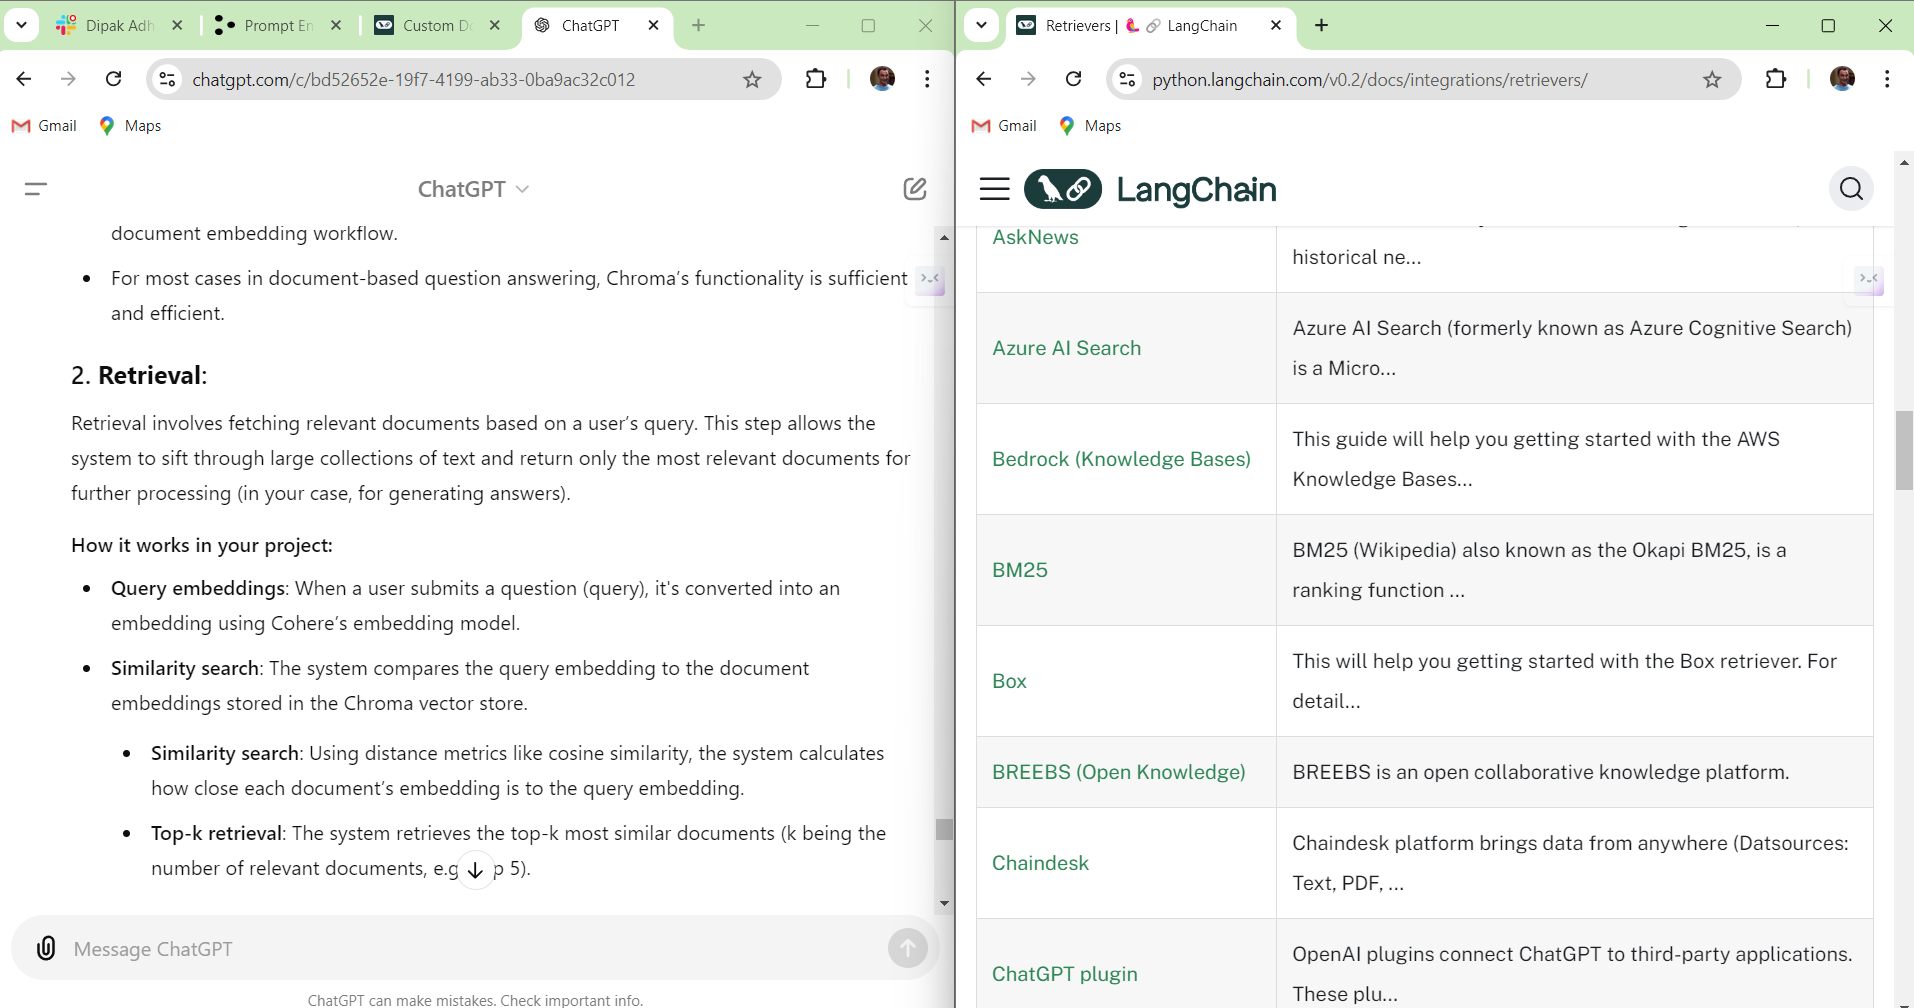 Dipak Adh
Prompt En
Custom Do
ChatGPT
chatgpt.com/c/bd52652e-19f7-4199-ab33-0ba9ac32c012
Gmail
Maps
ChatGPT
document embedding workflow.
• For most cases in document-based question answering, Chroma’s functionality is sufficient
and efficient.
2. Retrieval:
Retrieval involves fetching relevant documents based on a user’s query. This step allows the
system to sift through large collections of text and return only the most relevant documents for
further processing (in your case, for generating answers).
How it works in your project:
• Query embeddings: When a user submits a question (query), it's converted into an
embedding using Cohere’s embedding model.
• Similarity search: The system compares the query embedding to the document
embeddings stored in the Chroma vector store.
• Similarity search: Using distance metrics like cosine similarity, the system calculates
how close each document’s embedding is to the query embedding.
• Top-k retrieval: The system retrieves the top-k most similar documents (k being the
number of relevant documents, e.g p 5).
Message ChatGPT
ChatGPT can make mistakes. Check important info.
Retrievers | 🦜️🔗 LangChain
python.langchain.com/v0.2/docs/integrations/retrievers/
Gmail
Maps
LangChain
AskNews
historical ne...
Azure AI Search
Azure AI Search (formerly known as Azure Cognitive Search)
is a Micro...
Bedrock (Knowledge Bases)
This guide will help you getting started with the AWS
Knowledge Bases...
BM25
BM25 (Wikipedia) also known as the Okapi BM25, is a
ranking function ...
Box
This will help you getting started with the Box retriever. For
detail...
BREEBS (Open Knowledge)
BREEBS is an open collaborative knowledge platform.
Chaindesk
Chaindesk platform brings data from anywhere (Datsources:
Text, PDF, ...
ChatGPT plugin
OpenAI plugins connect ChatGPT to third-party applications.
These plu...